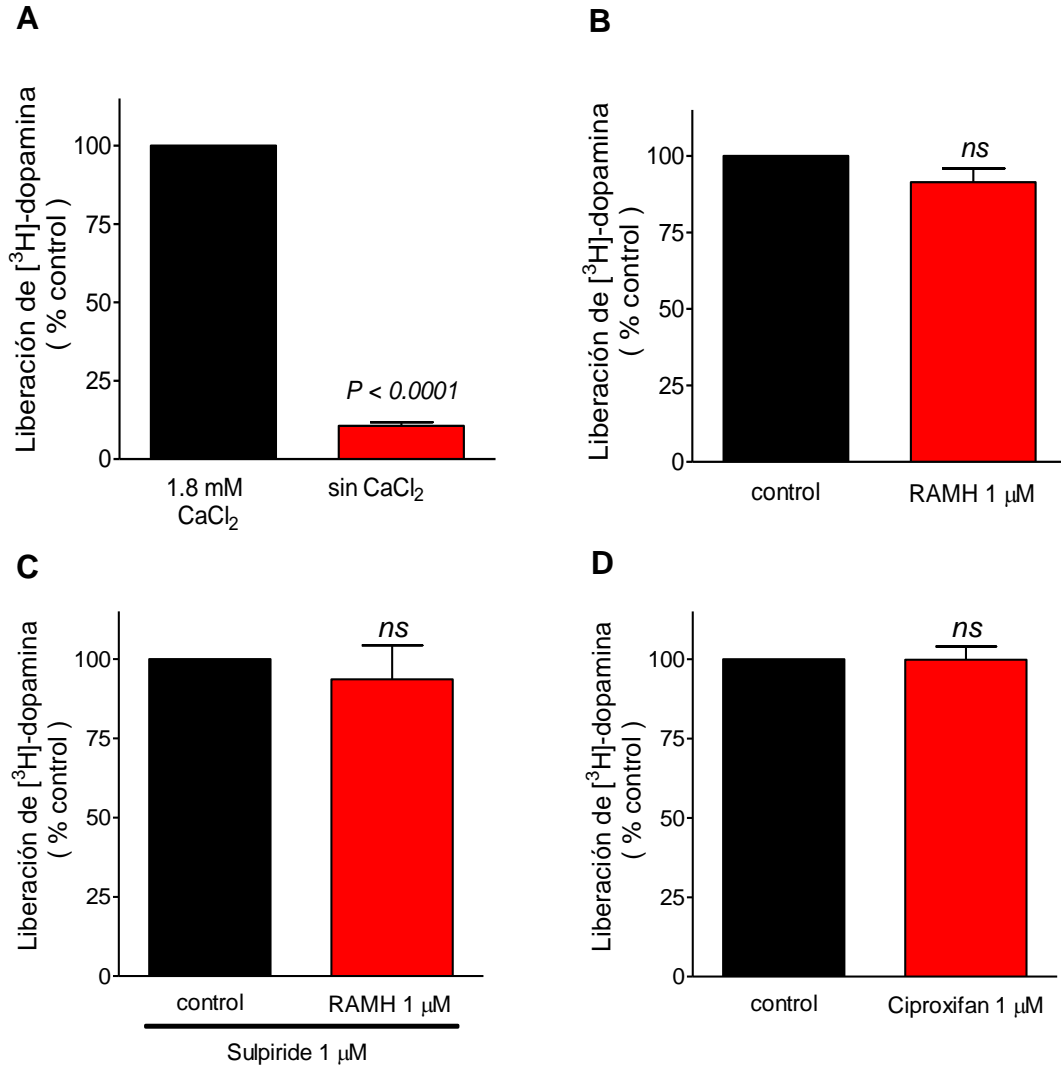 A
Liberación de [³H]-dopamina
( % control )
100
75
50
25
0
P < 0.0001
1.8 mM
CaCl₂
sin CaCl₂
B
Liberación de [³H]-dopamina
( % control )
100
75
50
25
0
ns
control
RAMH 1 μM
C
Liberación de [³H]-dopamina
( % control )
100
75
50
25
0
ns
control
RAMH 1 μM
Sulpiride 1 μM
D
Liberación de [³H]-dopamina
( % control )
100
75
50
25
0
ns
control
Ciproxifan 1 μM